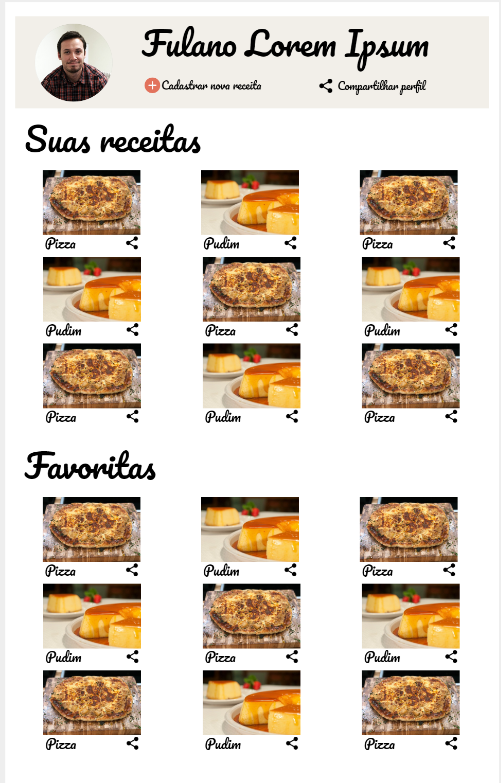 Fulano Lorem Ipsum
Cadastrar nova receita Compartilhar perfil
Suas receitas
Pizza Pudim Pizza
Pudim Pizza Pudim
Pizza Pudim Pizza
Favoritas
Pizza Pudim Pizza
Pudim Pizza Pudim
Pizza Pudim Pizza